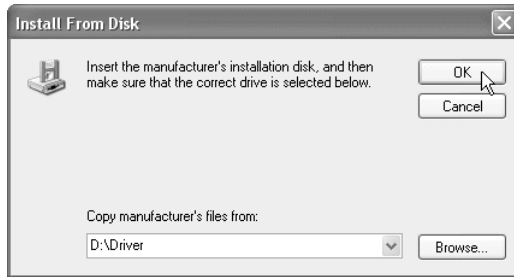 Install From Disk
Insert the manufacturer's installation disk, and then
make sure that the correct drive is selected below.
OK
Cancel
Copy manufacturer's files from:
D:\Driver
Browse...